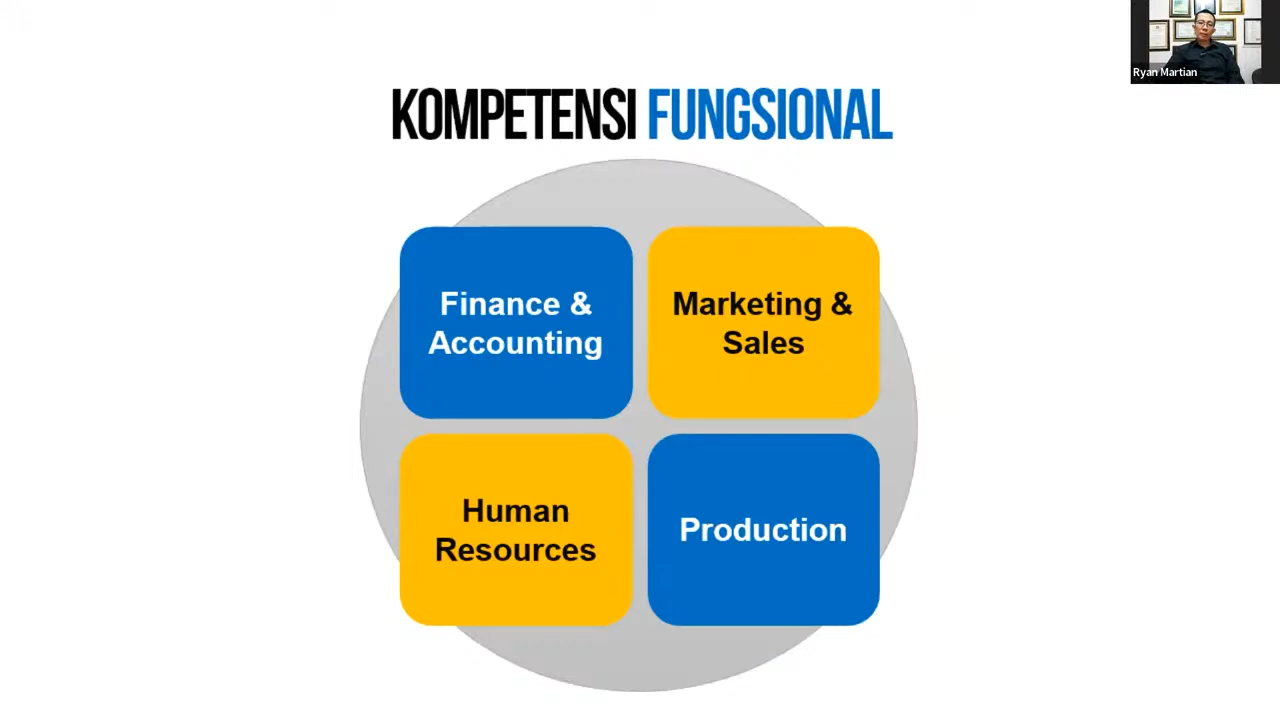 Ryan Martian
KOMPETENSI FUNGSIONAL
Finance &
Accounting
Marketing &
Sales
Human
Resources
Production